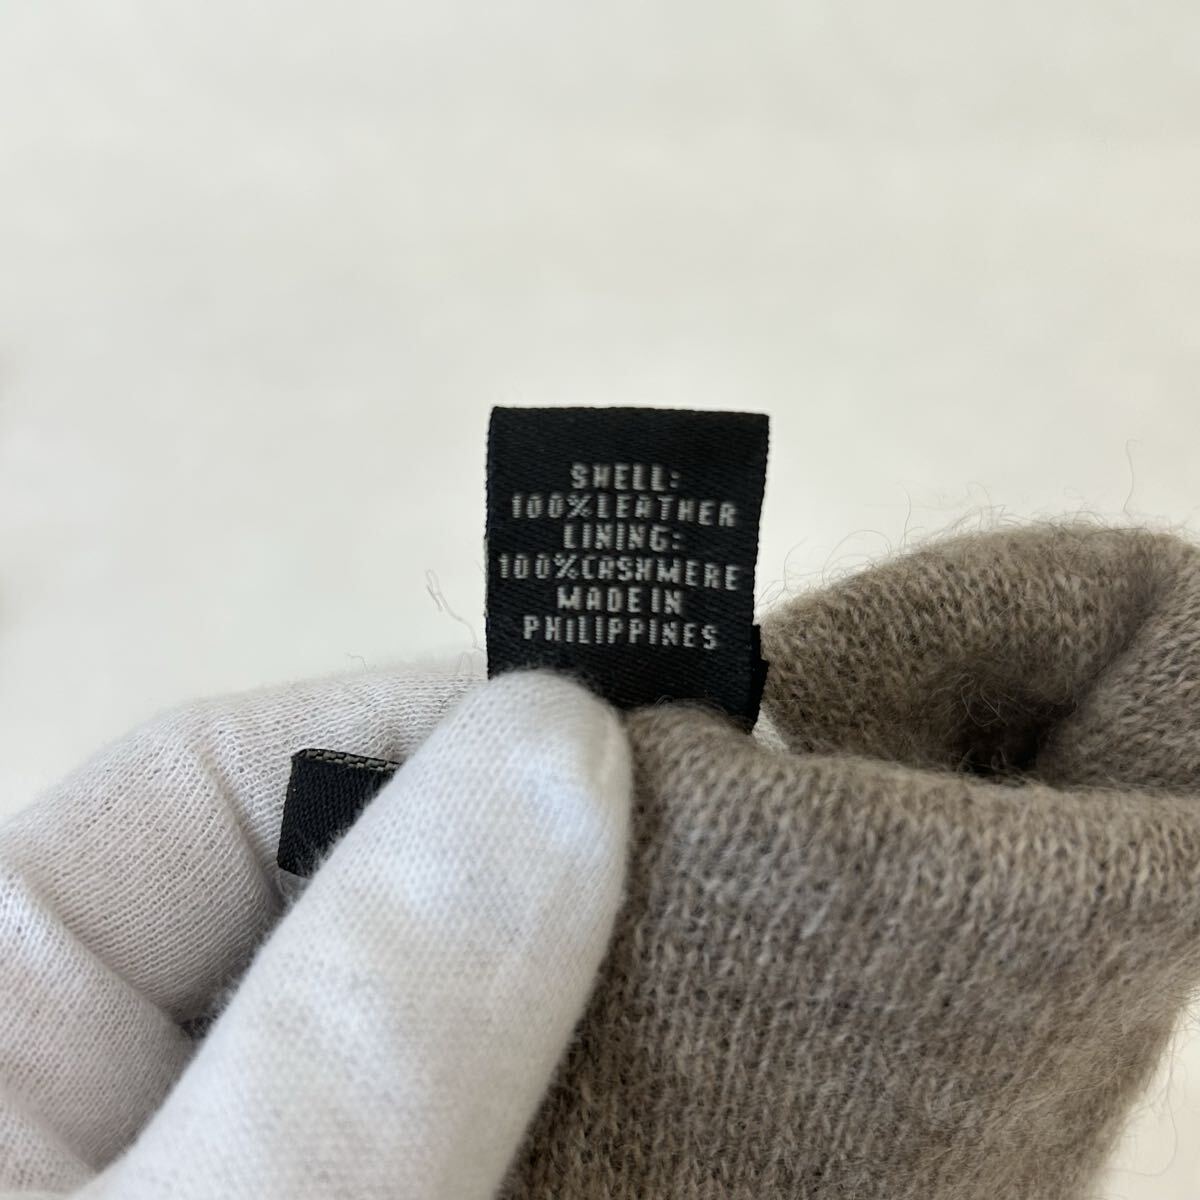 SHELL:
100%LEATHER
LINING:
100%CASHMERE
MADE IN
PHILIPPINES